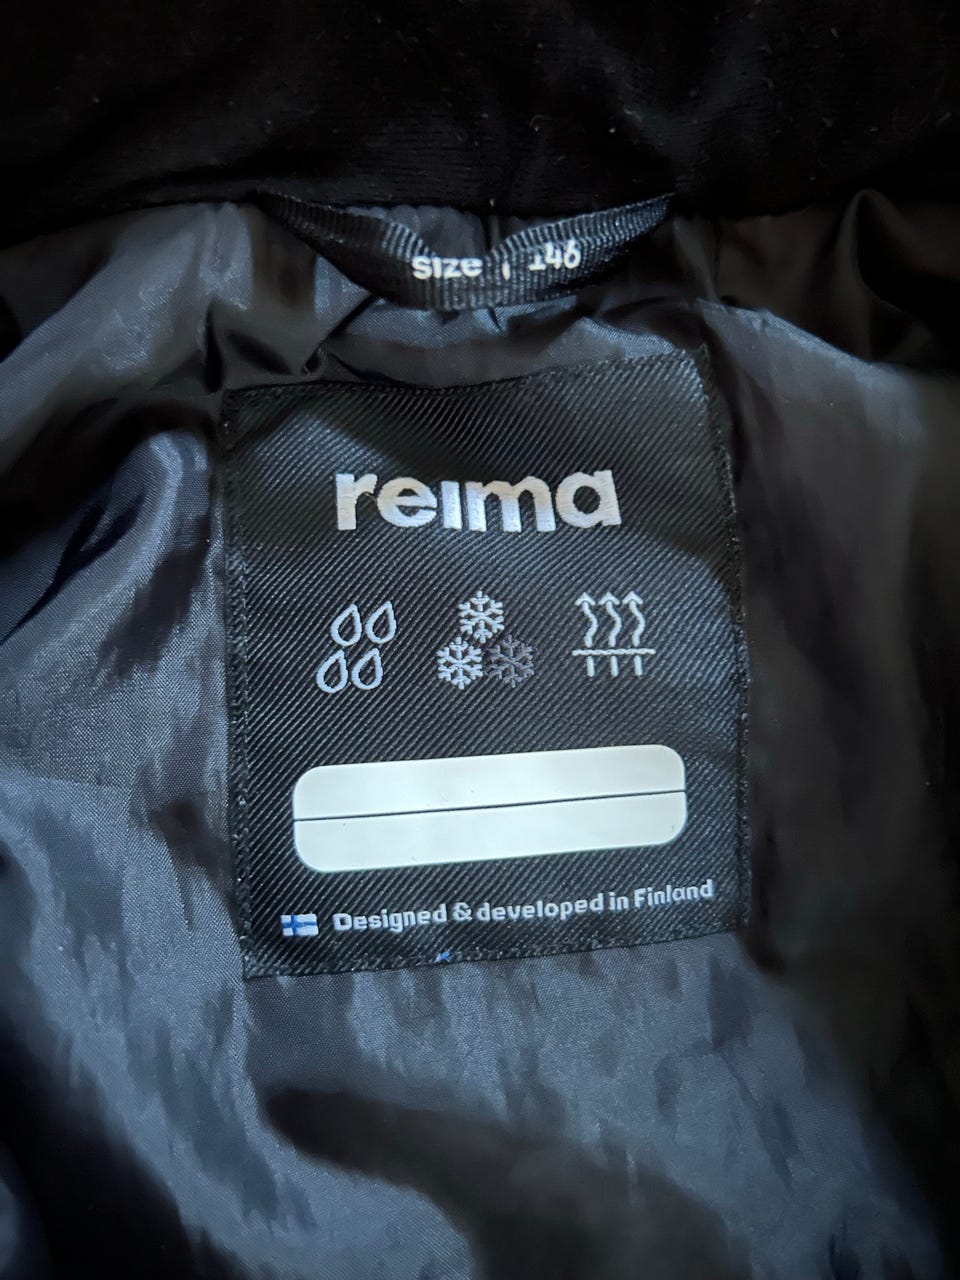 size | 146
reima
Designed & developed in Finland